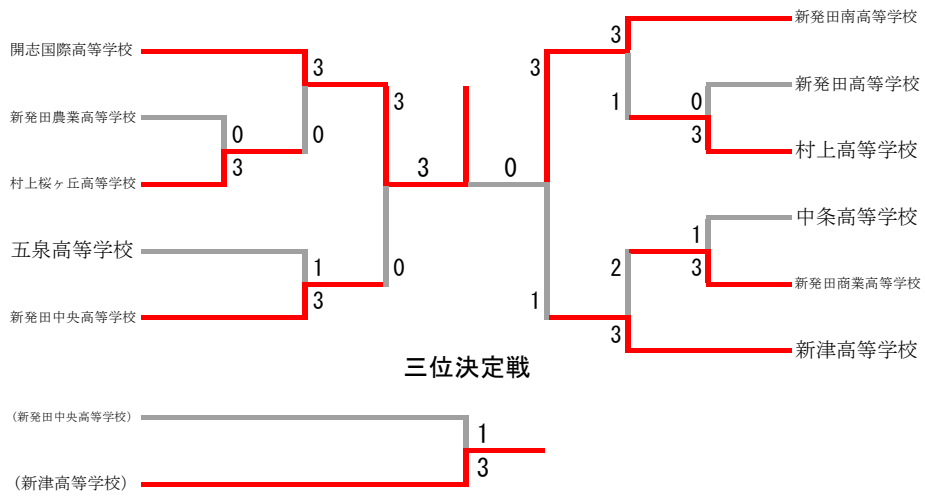 開志国際高等学校
新発田農業高等学校
村上桜ヶ丘高等学校
五泉高等学校
新発田中央高等学校
3
0
0
3
3
1
3
0
3
0
3
1
3
1
0
3
2
3
1
3
新発田南高等学校
新発田高等学校
村上高等学校
中条高等学校
新発田商業高等学校
新津高等学校
三位決定戦
(新発田中央高等学校)
(新津高等学校)
1
3